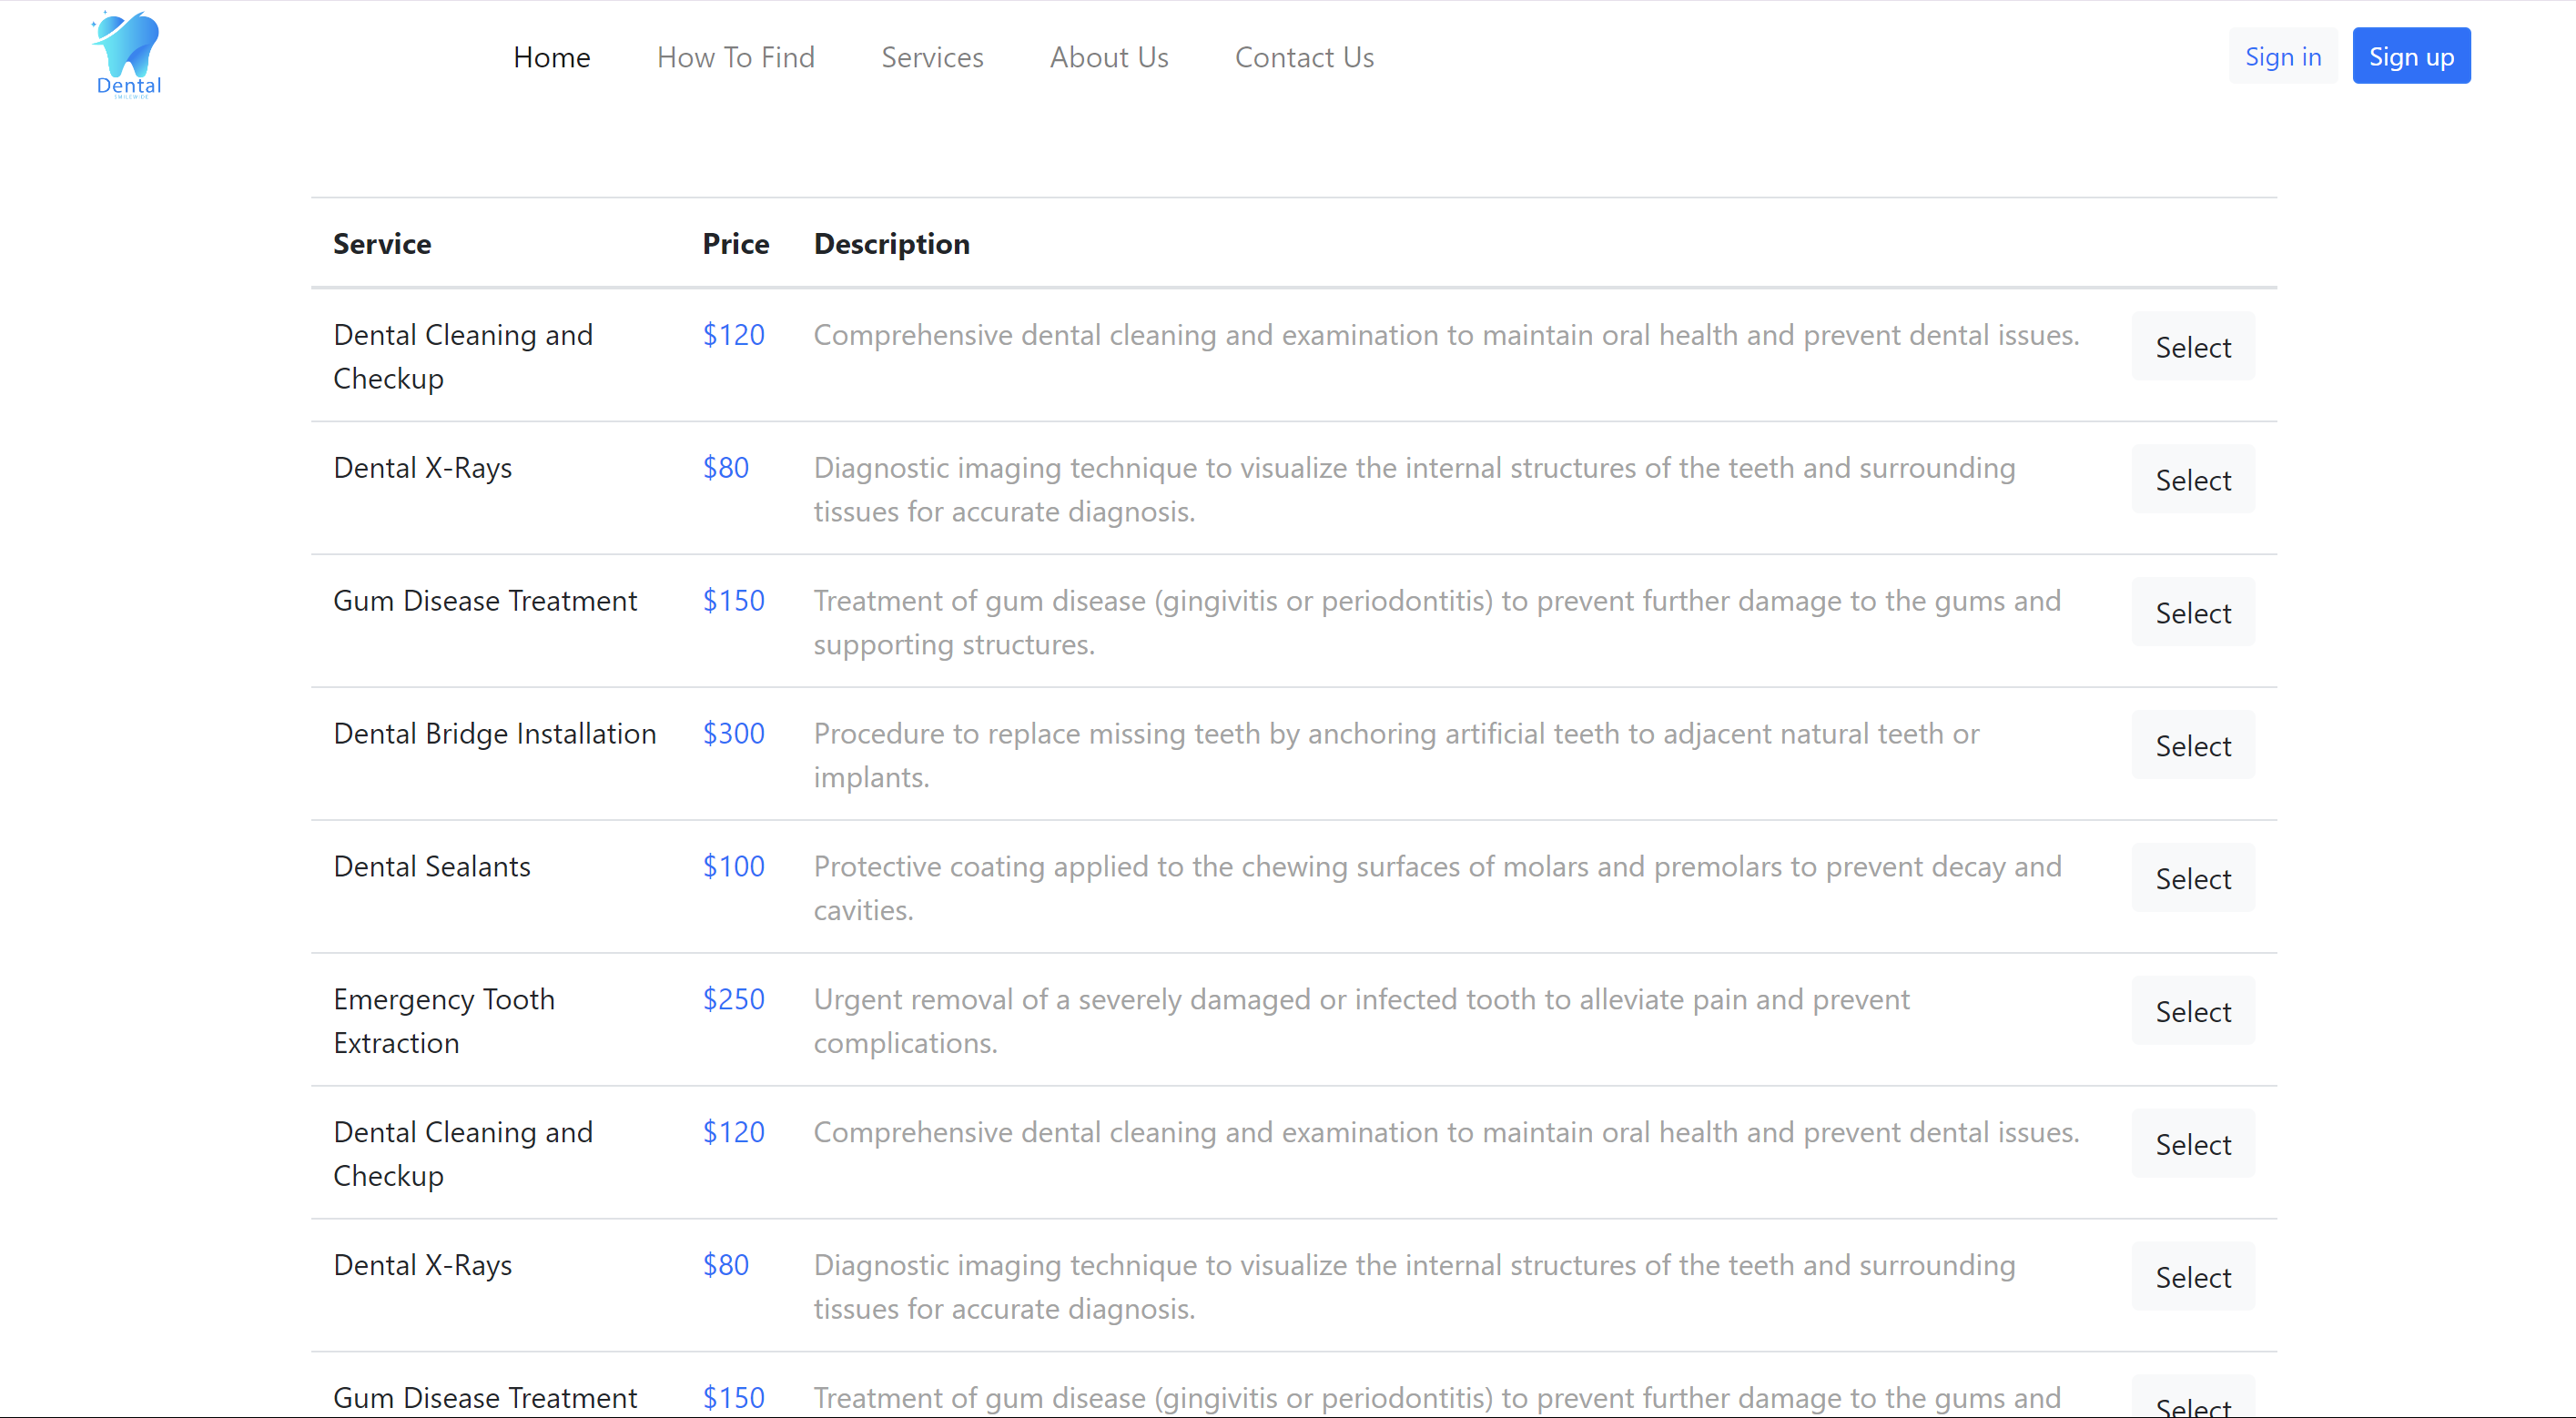 Dental
Home How To Find Services About Us Contact Us Sign in Sign up
Service Price Description
Dental Cleaning and $120 Comprehensive dental cleaning and examination to maintain oral health and prevent dental issues. Select
Checkup
Dental X-Rays $80 Diagnostic imaging technique to visualize the internal structures of the teeth and surrounding Select
tissues for accurate diagnosis.
Gum Disease Treatment $150 Treatment of gum disease (gingivitis or periodontitis) to prevent further damage to the gums and Select
supporting structures.
Dental Bridge Installation $300 Procedure to replace missing teeth by anchoring artificial teeth to adjacent natural teeth or Select
implants.
Dental Sealants $100 Protective coating applied to the chewing surfaces of molars and premolars to prevent decay and Select
cavities.
Emergency Tooth $250 Urgent removal of a severely damaged or infected tooth to alleviate pain and prevent Select
Extraction complications.
Dental Cleaning and $120 Comprehensive dental cleaning and examination to maintain oral health and prevent dental issues. Select
Checkup
Dental X-Rays $80 Diagnostic imaging technique to visualize the internal structures of the teeth and surrounding Select
tissues for accurate diagnosis.
Gum Disease Treatment $150 Treatment of gum disease (gingivitis or periodontitis) to prevent further damage to the gums and Select